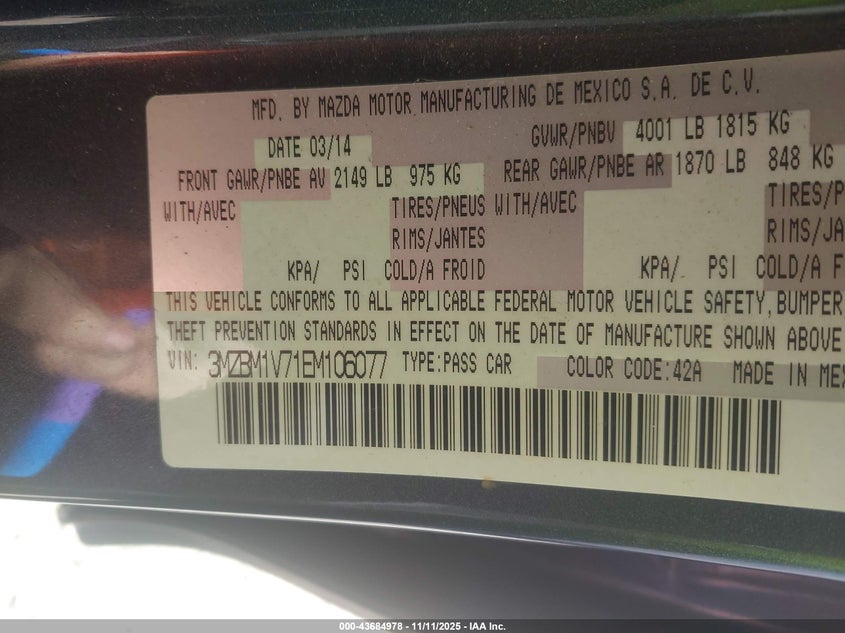 MFD. BY MAZDA MOTOR MANUFACTURING DE MEXICO S.A. DE C.V.
DATE 03/14 GVWR/PNBV 4001 LB 1815 KG
FRONT GAWR/PNBE AV 2149 LB 975 KG REAR GAWR/PNBE AR 1870 LB 848 KG
WITH/AVEC TIRES/PNEUS WITH/AVEC TIRES/P
RIMS/JANTES RIMS/JA
KPA/ PSI COLD/A FROID KPA/. PSI COLD/A F
THIS VEHICLE CONFORMS TO ALL APPLICABLE FEDERAL MOTOR VEHICLE SAFETY, BUMPER
THEFT PREVENTION STANDARDS IN EFFECT ON THE DATE OF MANUFACTURE SHOWN ABOVE
VIN: 3MZBM1V71EM106077 TYPE:PASS CAR COLOR CODE:42A MADE IN MEX
000-43684978 - 11/11/2025 - IAA Inc.